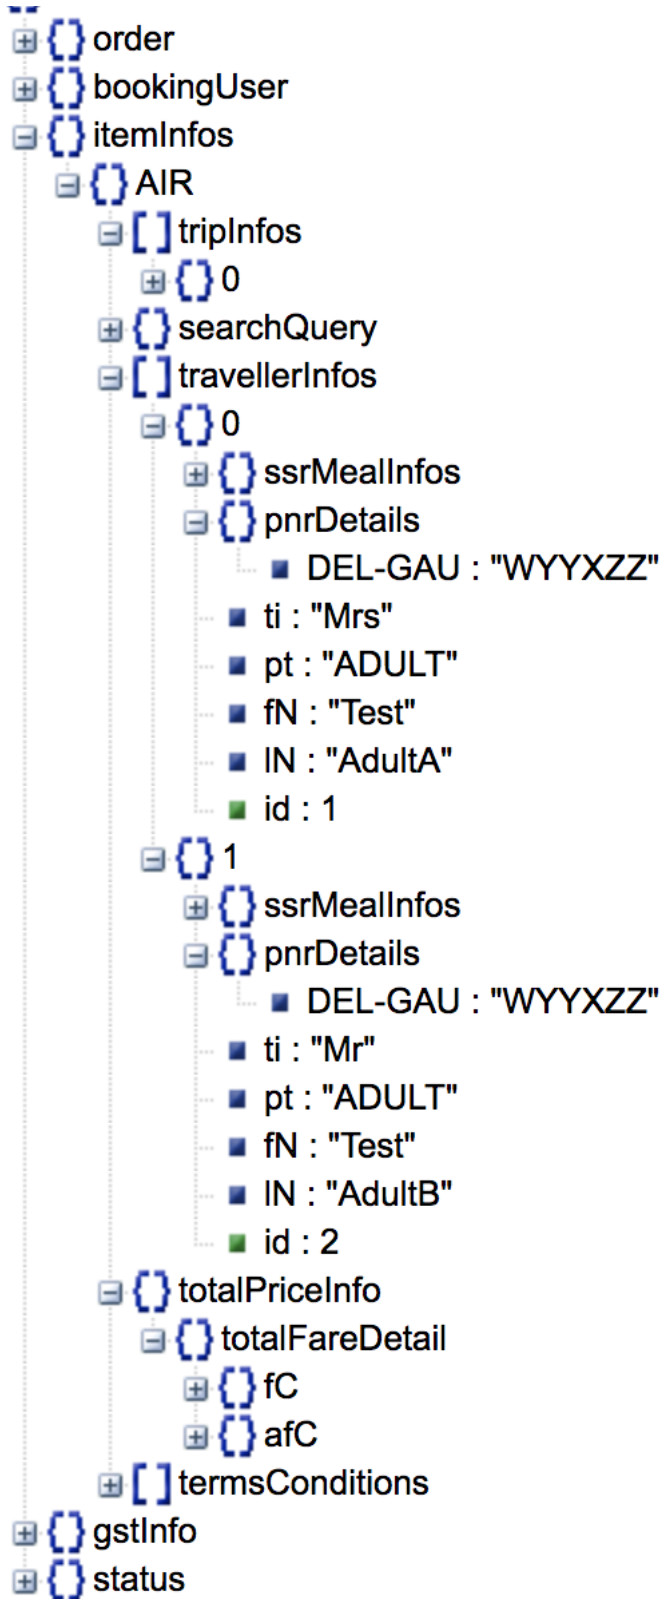 order
bookingUser
itemInfos
AIR
tripInfos
0
searchQuery
travellerInfos
0
ssrMealInfos
pnrDetails
DEL-GAU : "WYYXZZ"
ti : "Mrs"
pt : "ADULT"
fN : "Test"
lN : "AdultA"
id : 1
1
ssrMealInfos
pnrDetails
DEL-GAU : "WYYXZZ"
ti : "Mr"
pt : "ADULT"
fN : "Test"
lN : "AdultB"
id : 2
totalPriceInfo
totalFareDetail
fC
afC
termsConditions
gstInfo
status